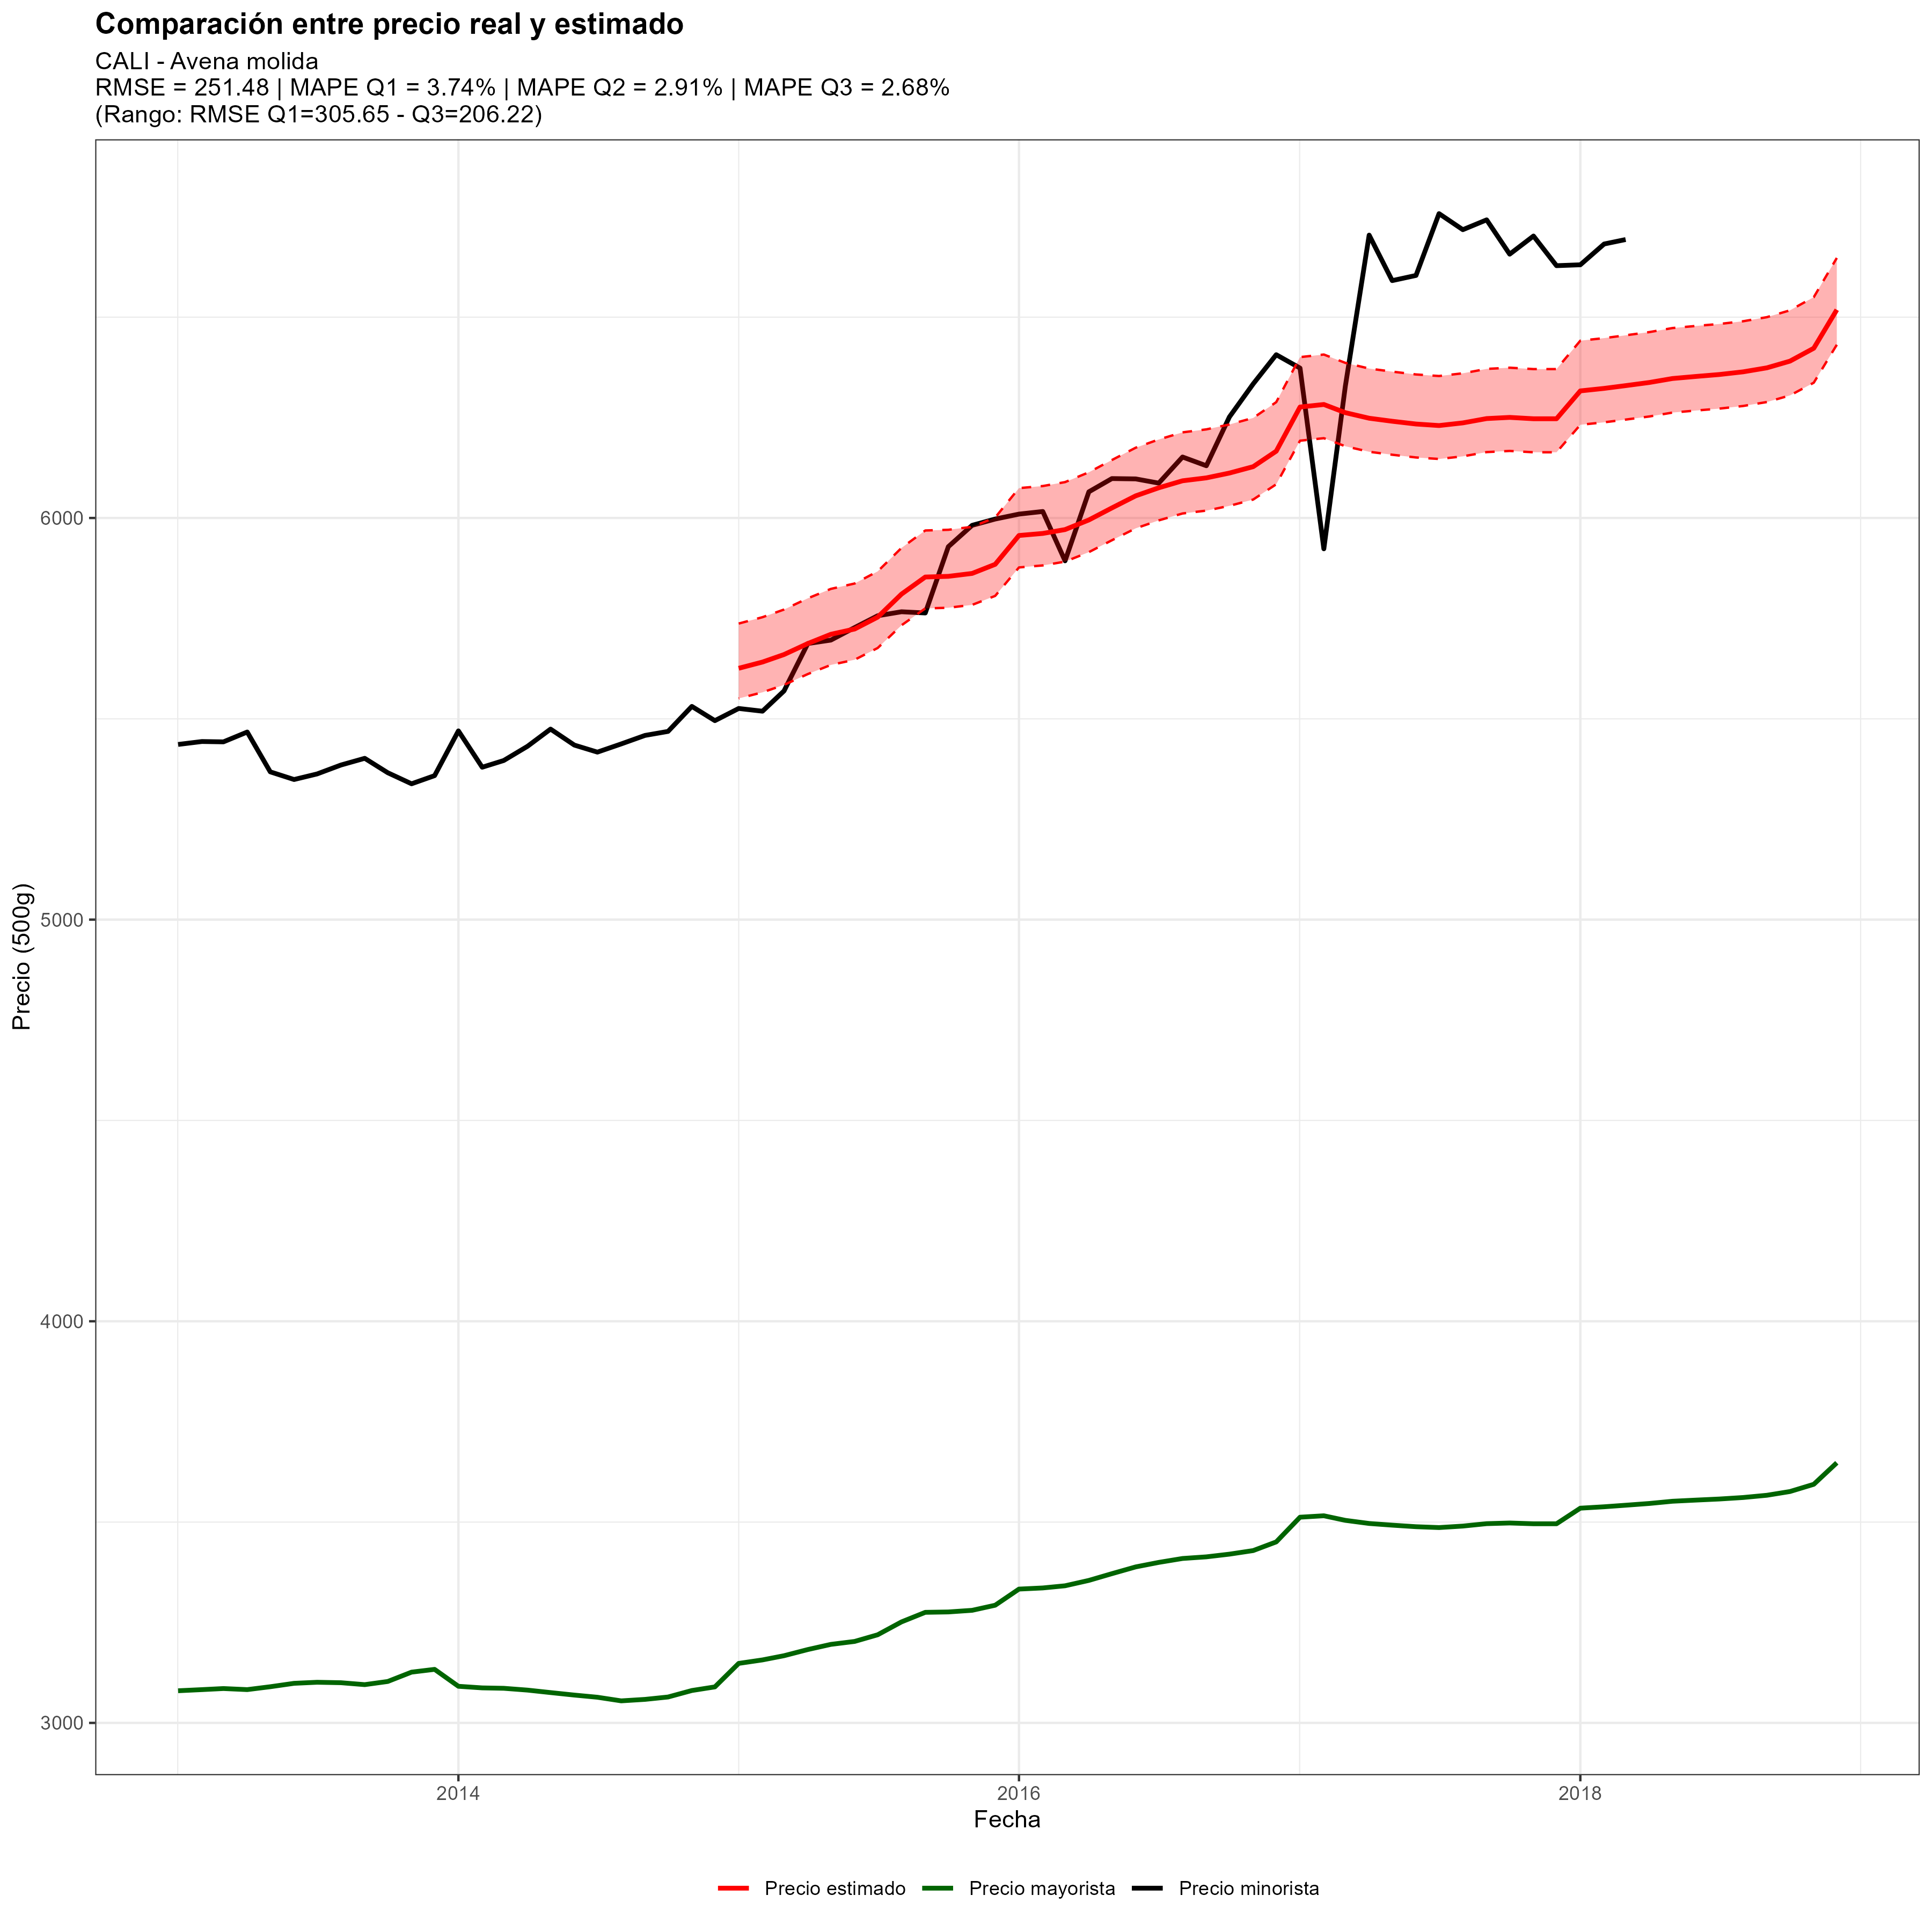 Comparación entre precio real y estimado
CALI - Avena molida
RMSE = 251.48 | MAPE Q1 = 3.74% | MAPE Q2 = 2.91% | MAPE Q3 = 2.68%
(Rango: RMSE Q1=305.65 - Q3=206.22)
Precio (500g)
6000
5000
4000
3000
2014
2016
2018
Fecha
Precio estimado
Precio mayorista
Precio minorista